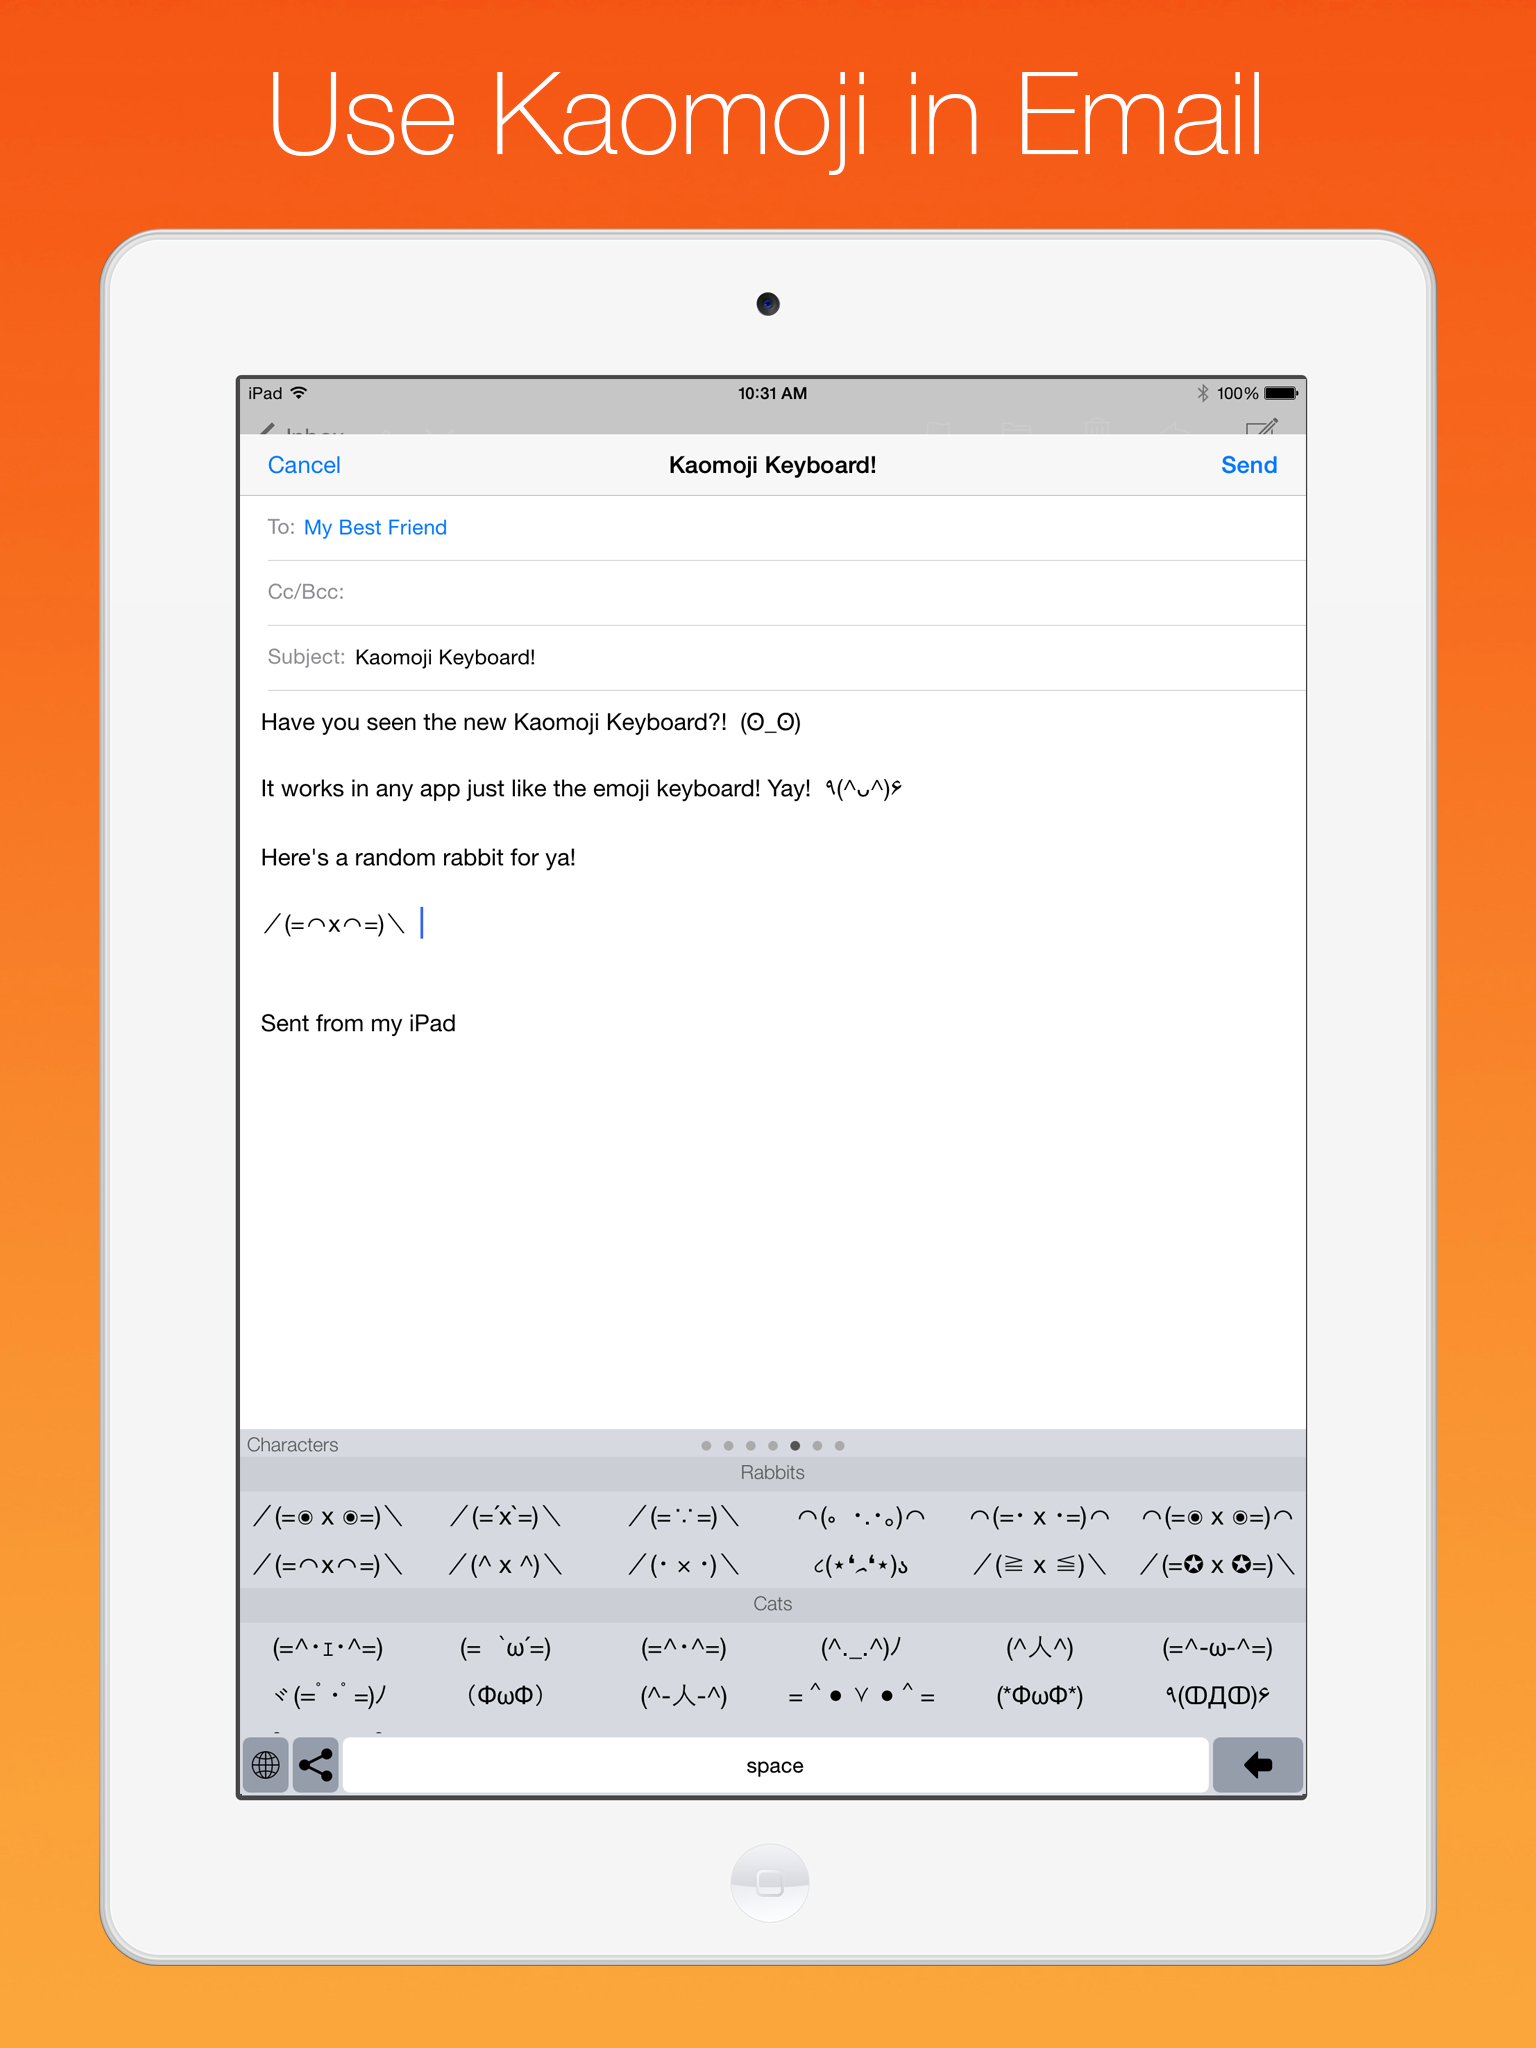 Use Kaomoji in Email
iPad 10:31 AM 100%
Inbox
Cancel Kaomoji Keyboard! Send
To: My Best Friend
Cc/Bcc:
Subject: Kaomoji Keyboard!
Have you seen the new Kaomoji Keyboard?! (ʘ_ʘ)
It works in any app just like the emoji keyboard! Yay! ٩(^ᴗ^)۶
Here's a random rabbit for ya!
／(=⌒x⌒=)＼
Sent from my iPad
Characters
Rabbits
／(=◉ x ◉=)＼ ／(=´x`=)＼ ／(=∵=)＼ ⌒(。･.･。)⌒ ⌒(=･ x ･=)⌒ ⌒(=◉ x ◉=)⌒
／(=⌒x⌒=)＼ ／(^ x ^)＼ ／(･ × ･)＼ ૮(⋆❛ہ❛⋆)ა ／(≧ x ≦)＼ ／(=✪ x ✪=)＼
Cats
(=^･ｪ･^=) (= `ω´=) (=^･^=) (^._.^)ﾉ (^人^) (=^-ω-^=)
ヾ(=ﾟ･ﾟ=)ﾉ （ΦωΦ） (^-人-^) =＾● ⋎ ●＾= (*ΦωΦ*) ٩(ↀДↀ)۶
space